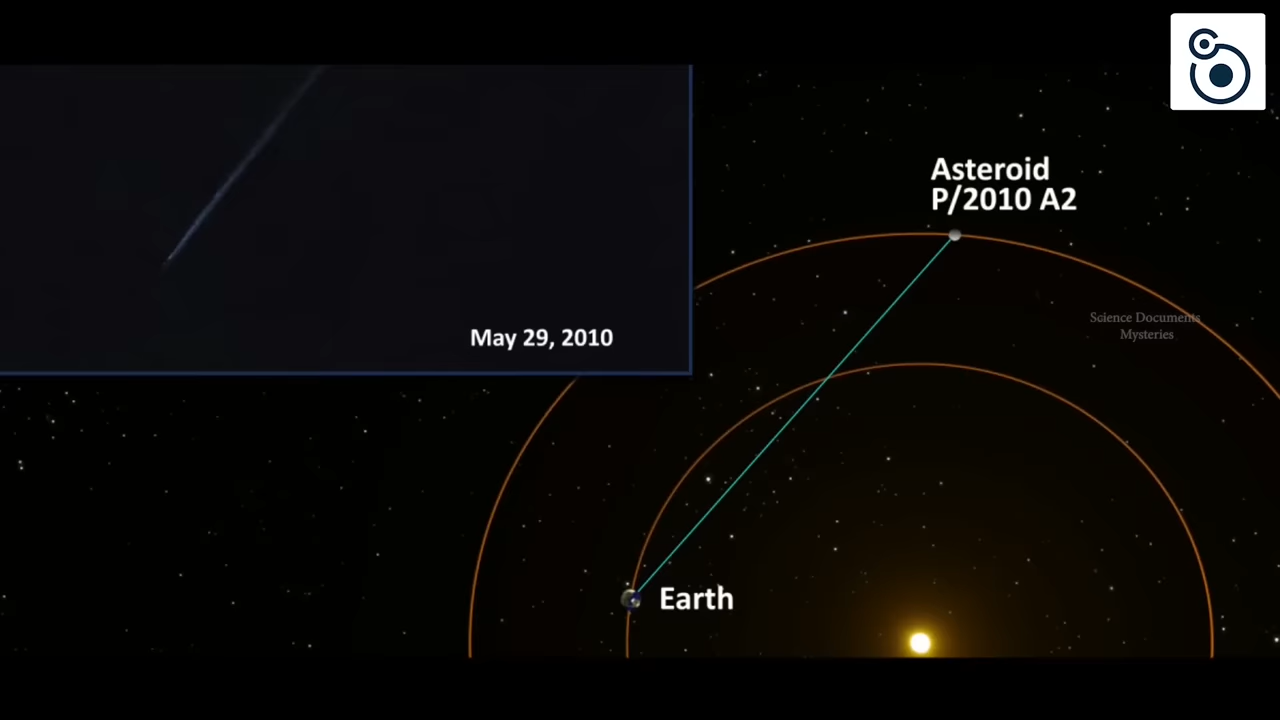 Asteroid
P/2010 A2
Science Documents
Mysteries
May 29, 2010
Earth